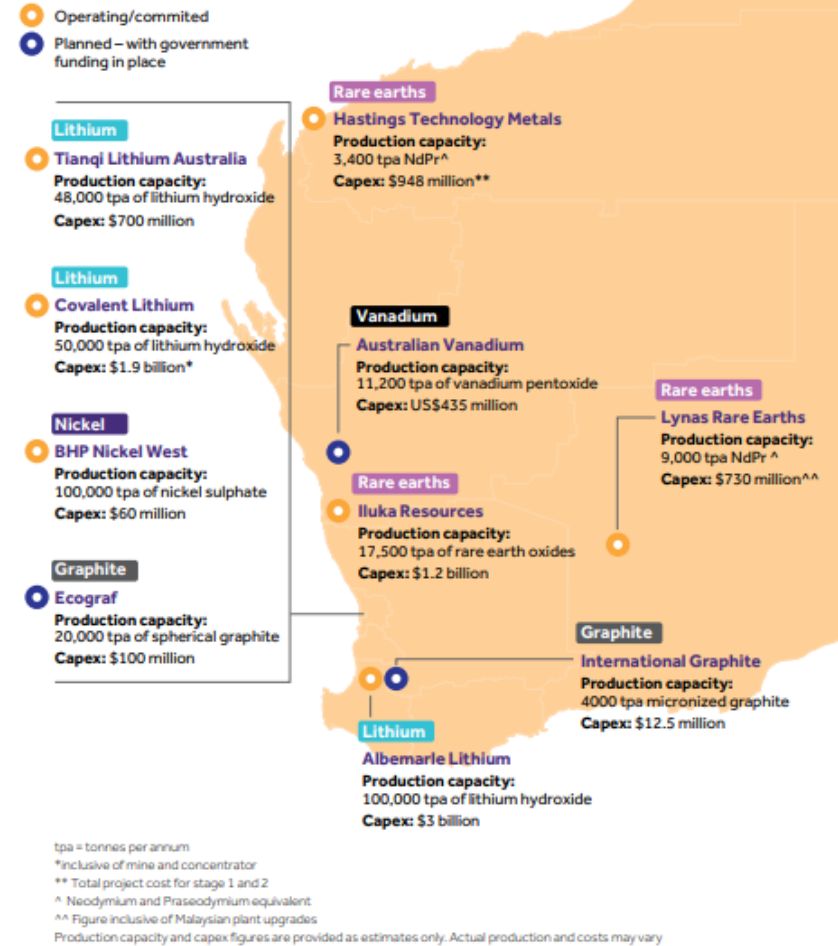 Operating/commited
Planned – with government
funding in place
Lithium
Tianqi Lithium Australia
Production capacity:
48,000 tpa of lithium hydroxide
Capex: $700 million
Lithium
Covalent Lithium
Production capacity:
50,000 tpa of lithium hydroxide
Capex: $1.9 billion*
Nickel
BHP Nickel West
Production capacity:
100,000 tpa of nickel sulphate
Capex: $60 million
Graphite
Ecograf
Production capacity:
20,000 tpa of spherical graphite
Capex: $100 million
Rare earths
Hastings Technology Metals
Production capacity:
3,400 tpa NdPr^
Capex: $948 million**
Vanadium
Australian Vanadium
Production capacity:
11,200 tpa of vanadium pentoxide
Capex: US$435 million
Rare earths
Lynas Rare Earths
Production capacity:
9,000 tpa NdPr ^
Capex: $730 million^^
Rare earths
Iluka Resources
Production capacity:
17,500 tpa of rare earth oxides
Capex: $1.2 billion
Graphite
International Graphite
Production capacity:
4000 tpa micronized graphite
Capex: $12.5 million
Lithium
Albemarle Lithium
Production capacity:
100,000 tpa of lithium hydroxide
Capex: $3 billion
tpa = tonnes per annum
*inclusive of mine and concentrator
** Total project cost for stage 1 and 2
^ Neodymium and Praseodymium equivalent
^^ Figure inclusive of Malaysian plant upgrades
Production capacity and capex figures are provided as estimates only. Actual production and costs may vary